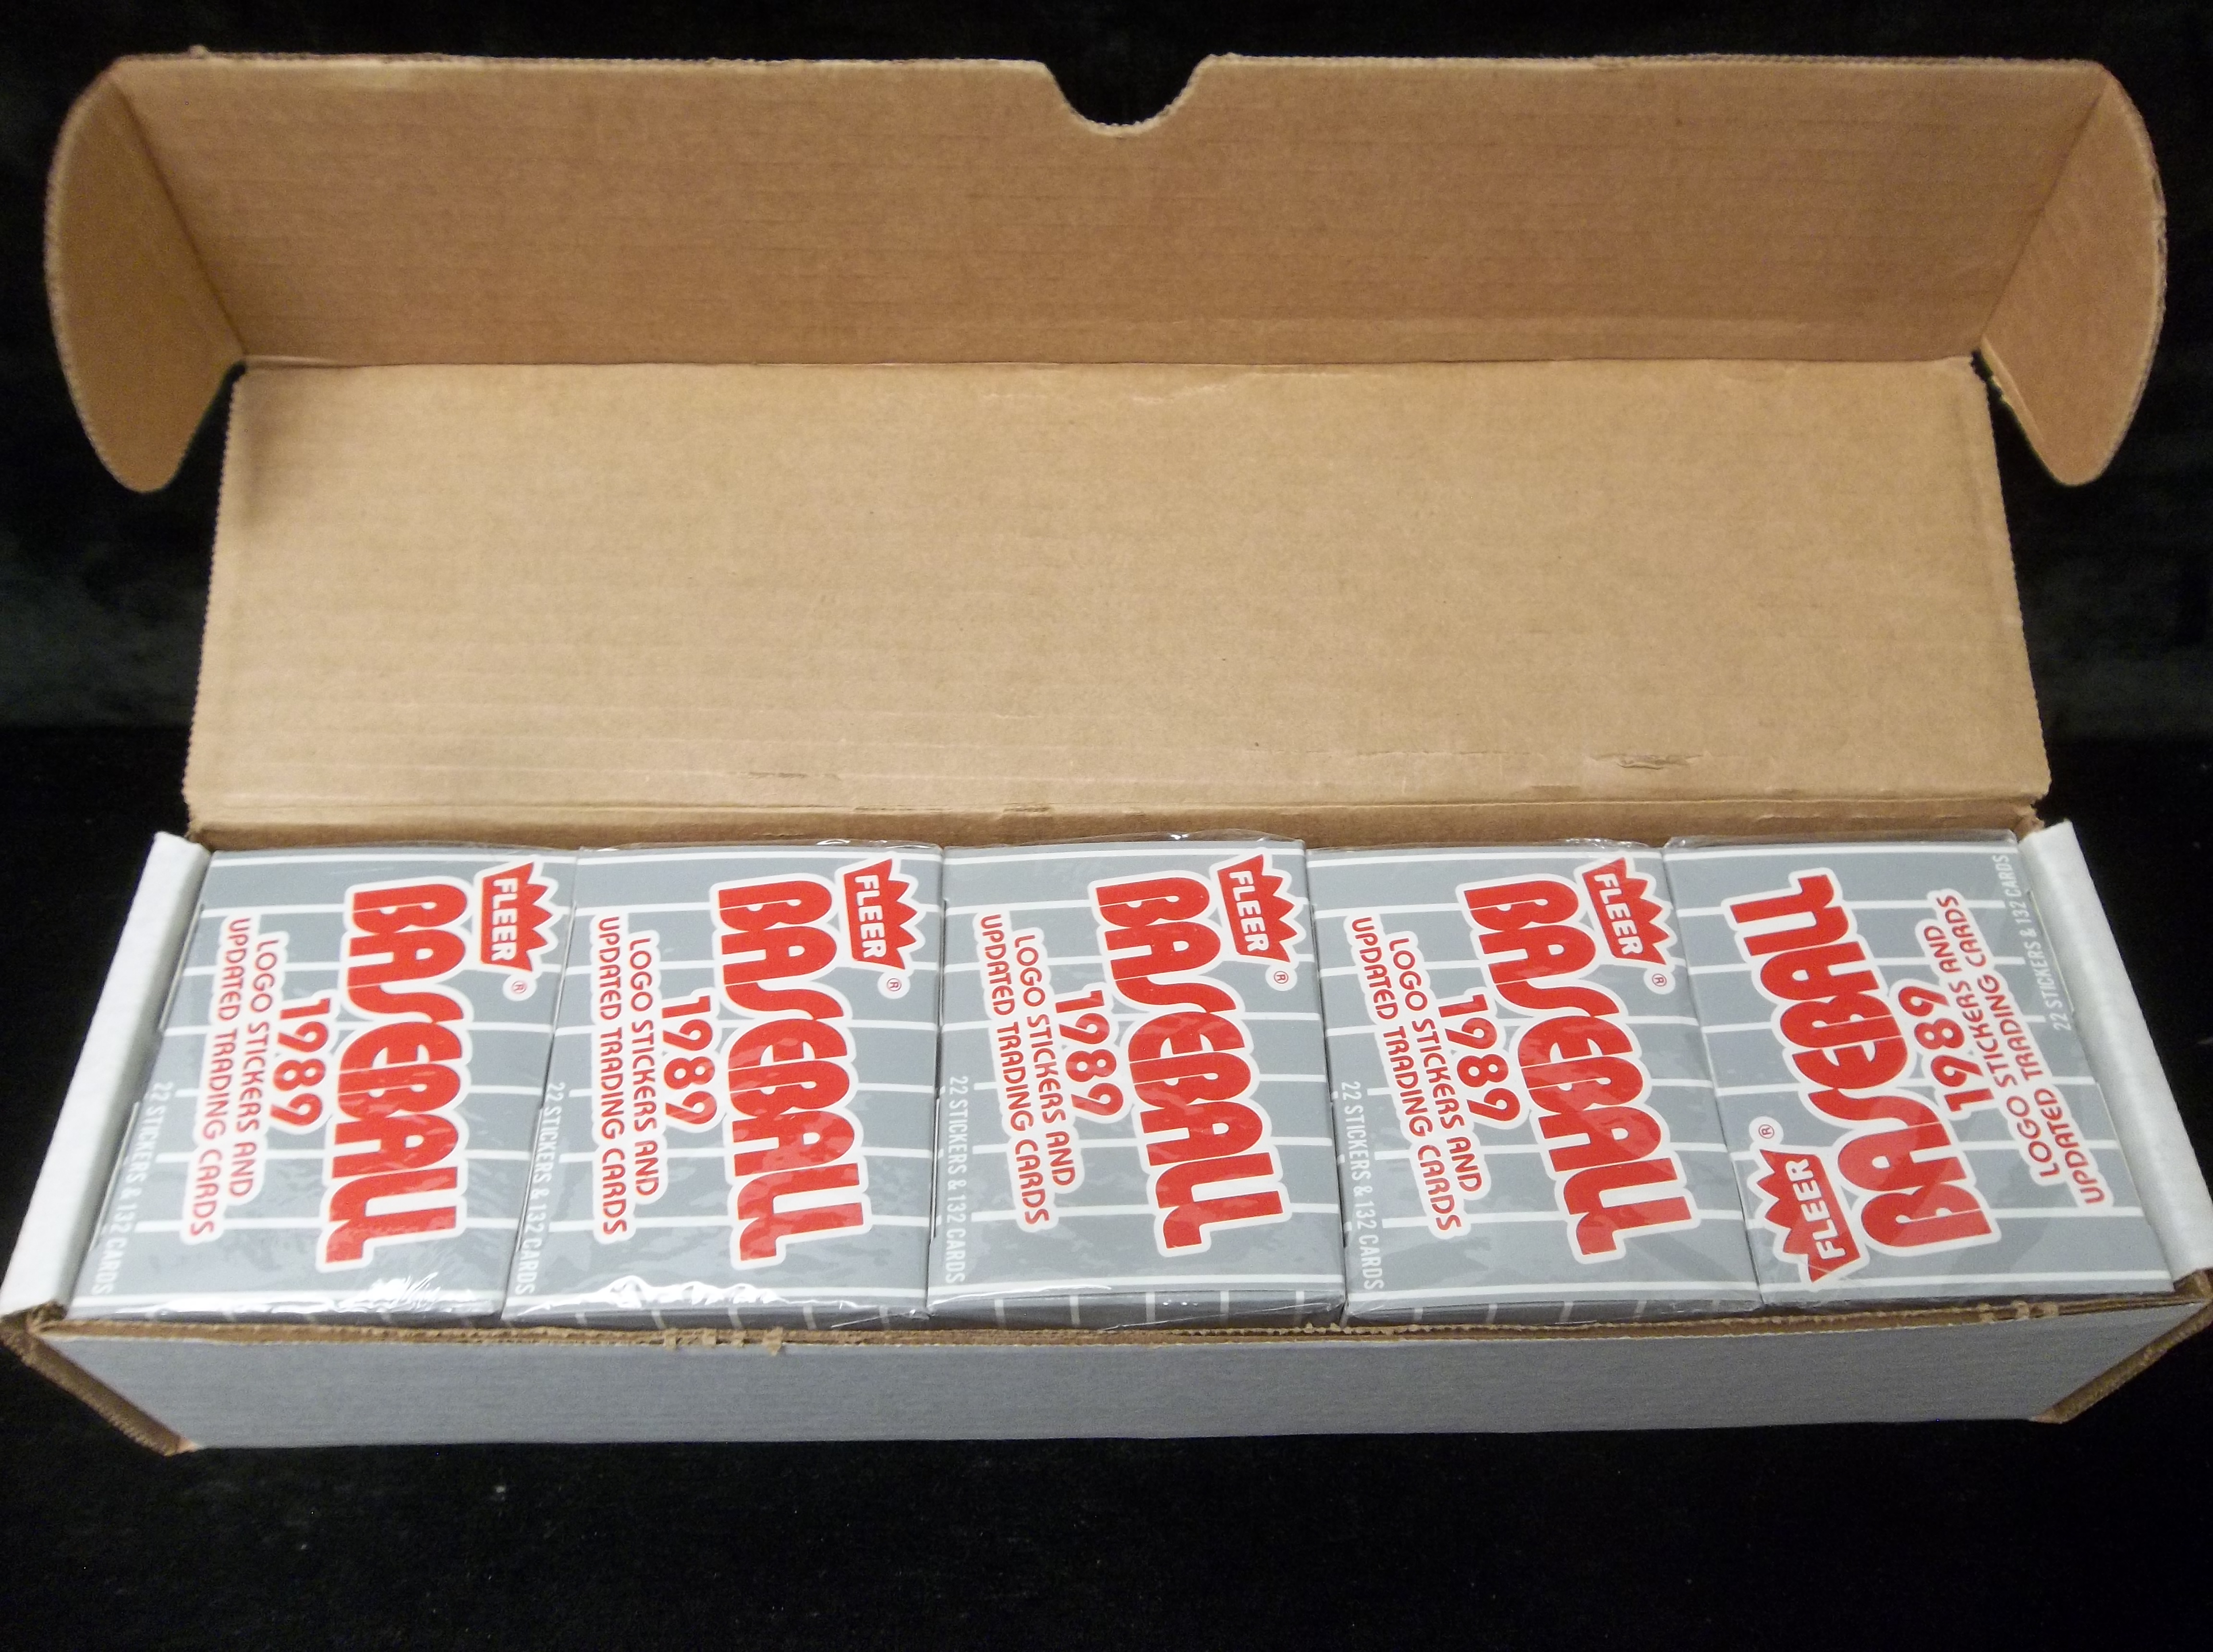 FLEER®
BASEBALL
1989
LOGO STICKERS AND
UPDATED TRADING CARDS
22 STICKERS & 132 CARDS
FLEER®
BASEBALL
1989
LOGO STICKERS AND
UPDATED TRADING CARDS
22 STICKERS & 132 CARDS
FLEER®
BASEBALL
1989
LOGO STICKERS AND
UPDATED TRADING CARDS
22 STICKERS & 132 CARDS
FLEER®
BASEBALL
1989
LOGO STICKERS AND
UPDATED TRADING CARDS
22 STICKERS & 132 CARDS
FLEER®
BASEBALL
1989
LOGO STICKERS AND
UPDATED TRADING CARDS
22 STICKERS & 132 CARDS